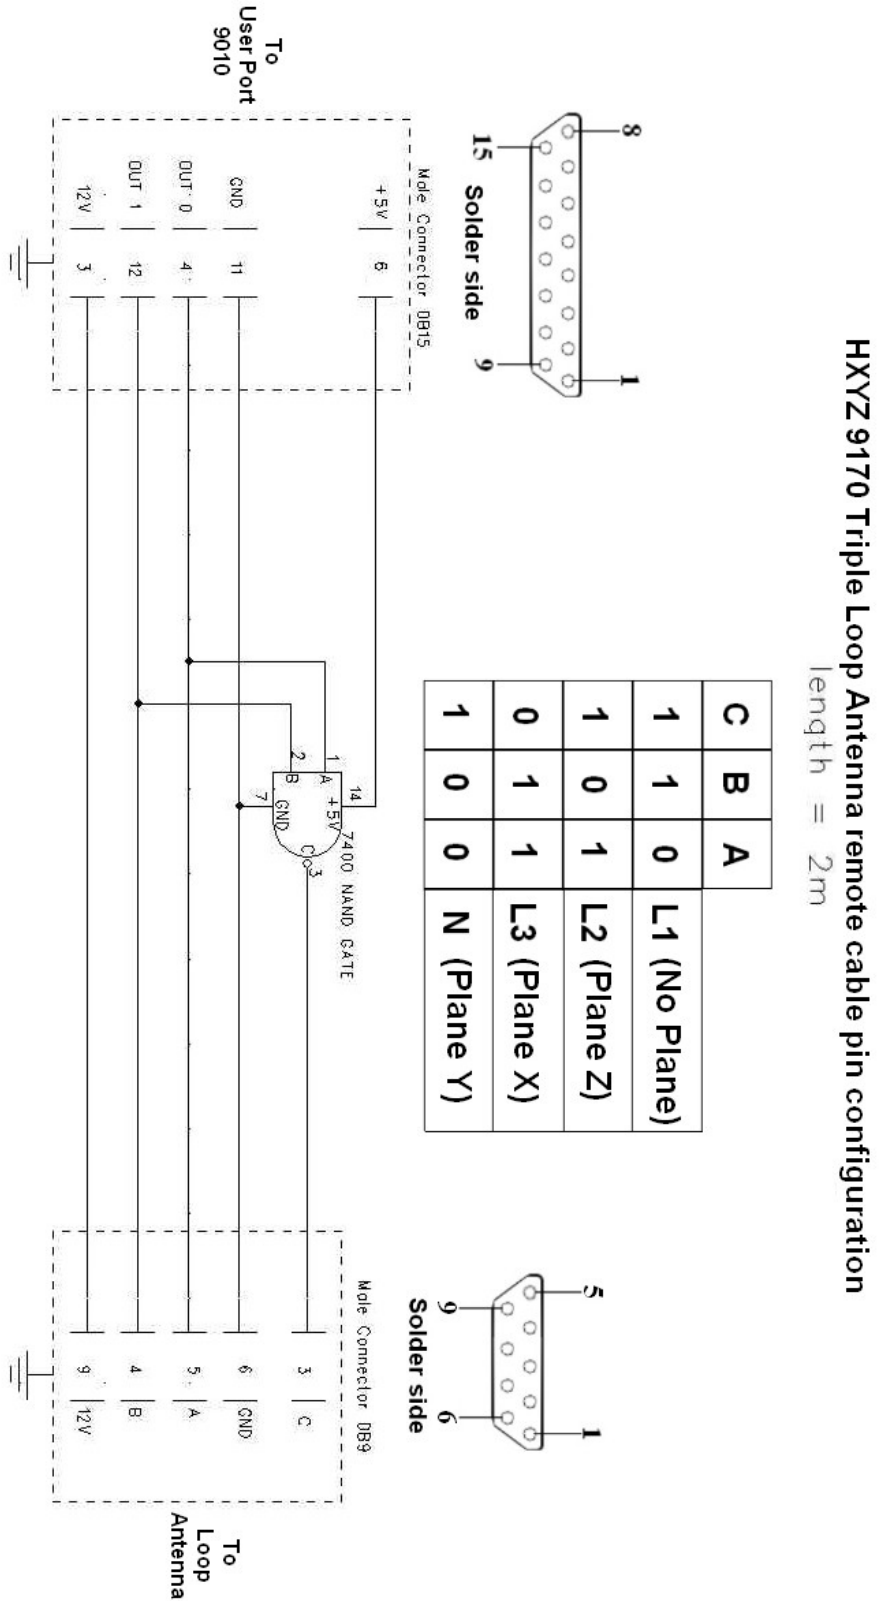 HXYZ 9170 Triple Loop Antenna remote cable pin configuration
length = 2m
8
1
15
9
Solder side
C B A
1 1 0 L1 (No Plane)
1 0 1 L2 (Plane Z)
0 1 1 L3 (Plane X)
1 0 0 N (Plane Y)
5
1
9
6
Solder side
Male Connector DB15
+5V 6
GND 11
OUT 0 4
OUT 1 12
12V 3
To
User Port
9010
7400 NAND GATE
14
+5V
1
A
2
B
7
GND
C
3
Male Connector DB9
3 C
6 GND
5 A
4 B
9 12V
To
Loop
Antenna